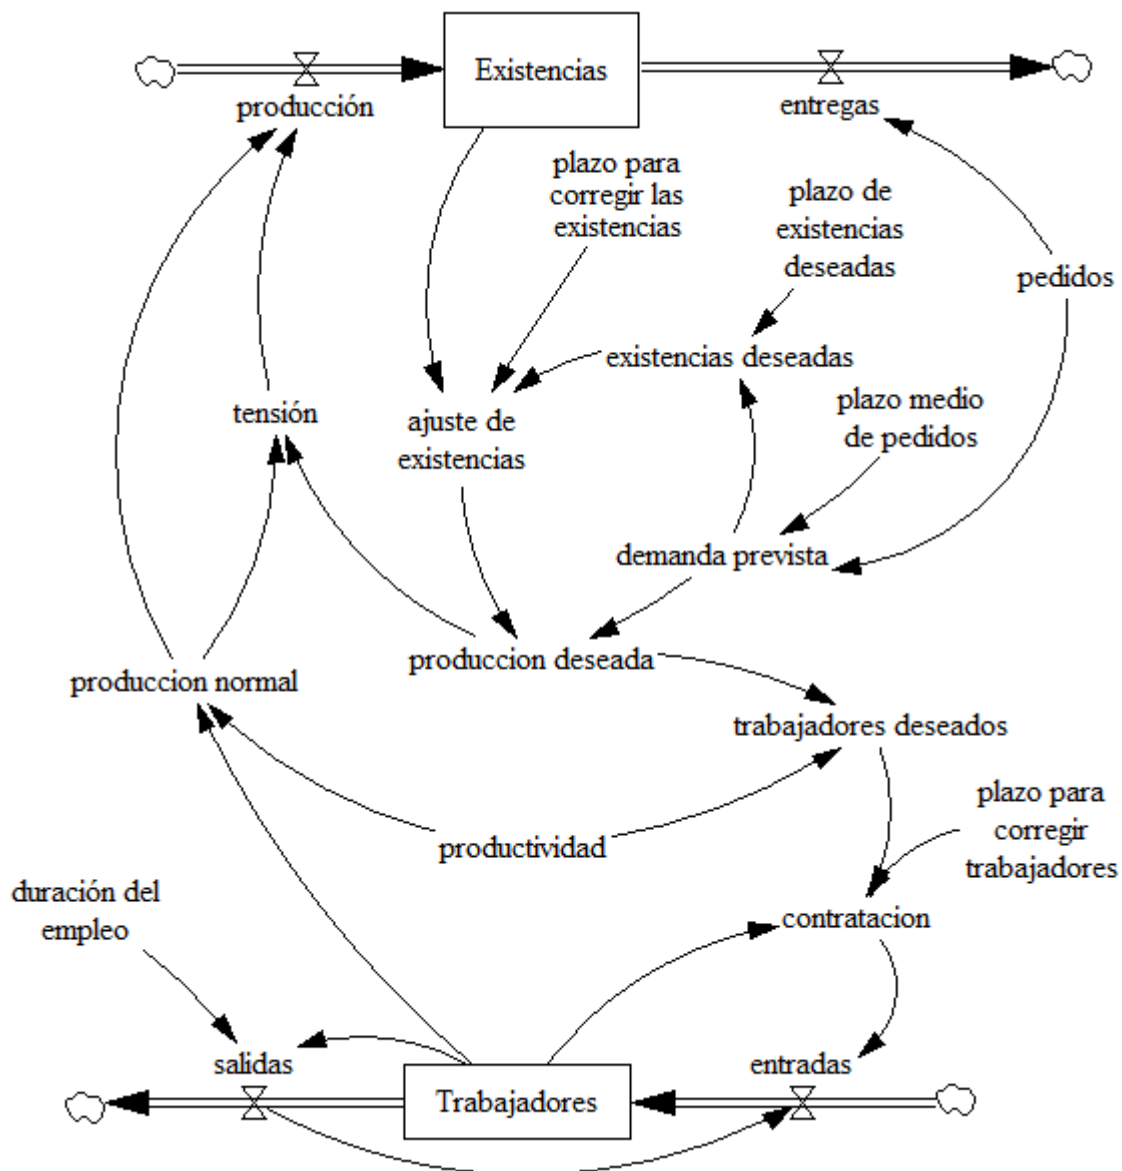 Existencias
producción
entregas
plazo para
corregir las
existencias
plazo de
existencias
deseadas
pedidos
existencias deseadas
tensión
ajuste de
existencias
plazo medio
de pedidos
demanda prevista
produccion deseada
produccion normal
trabajadores deseados
plazo para
corregir
trabajadores
productividad
duración del
empleo
contratacion
salidas
entradas
Trabajadores